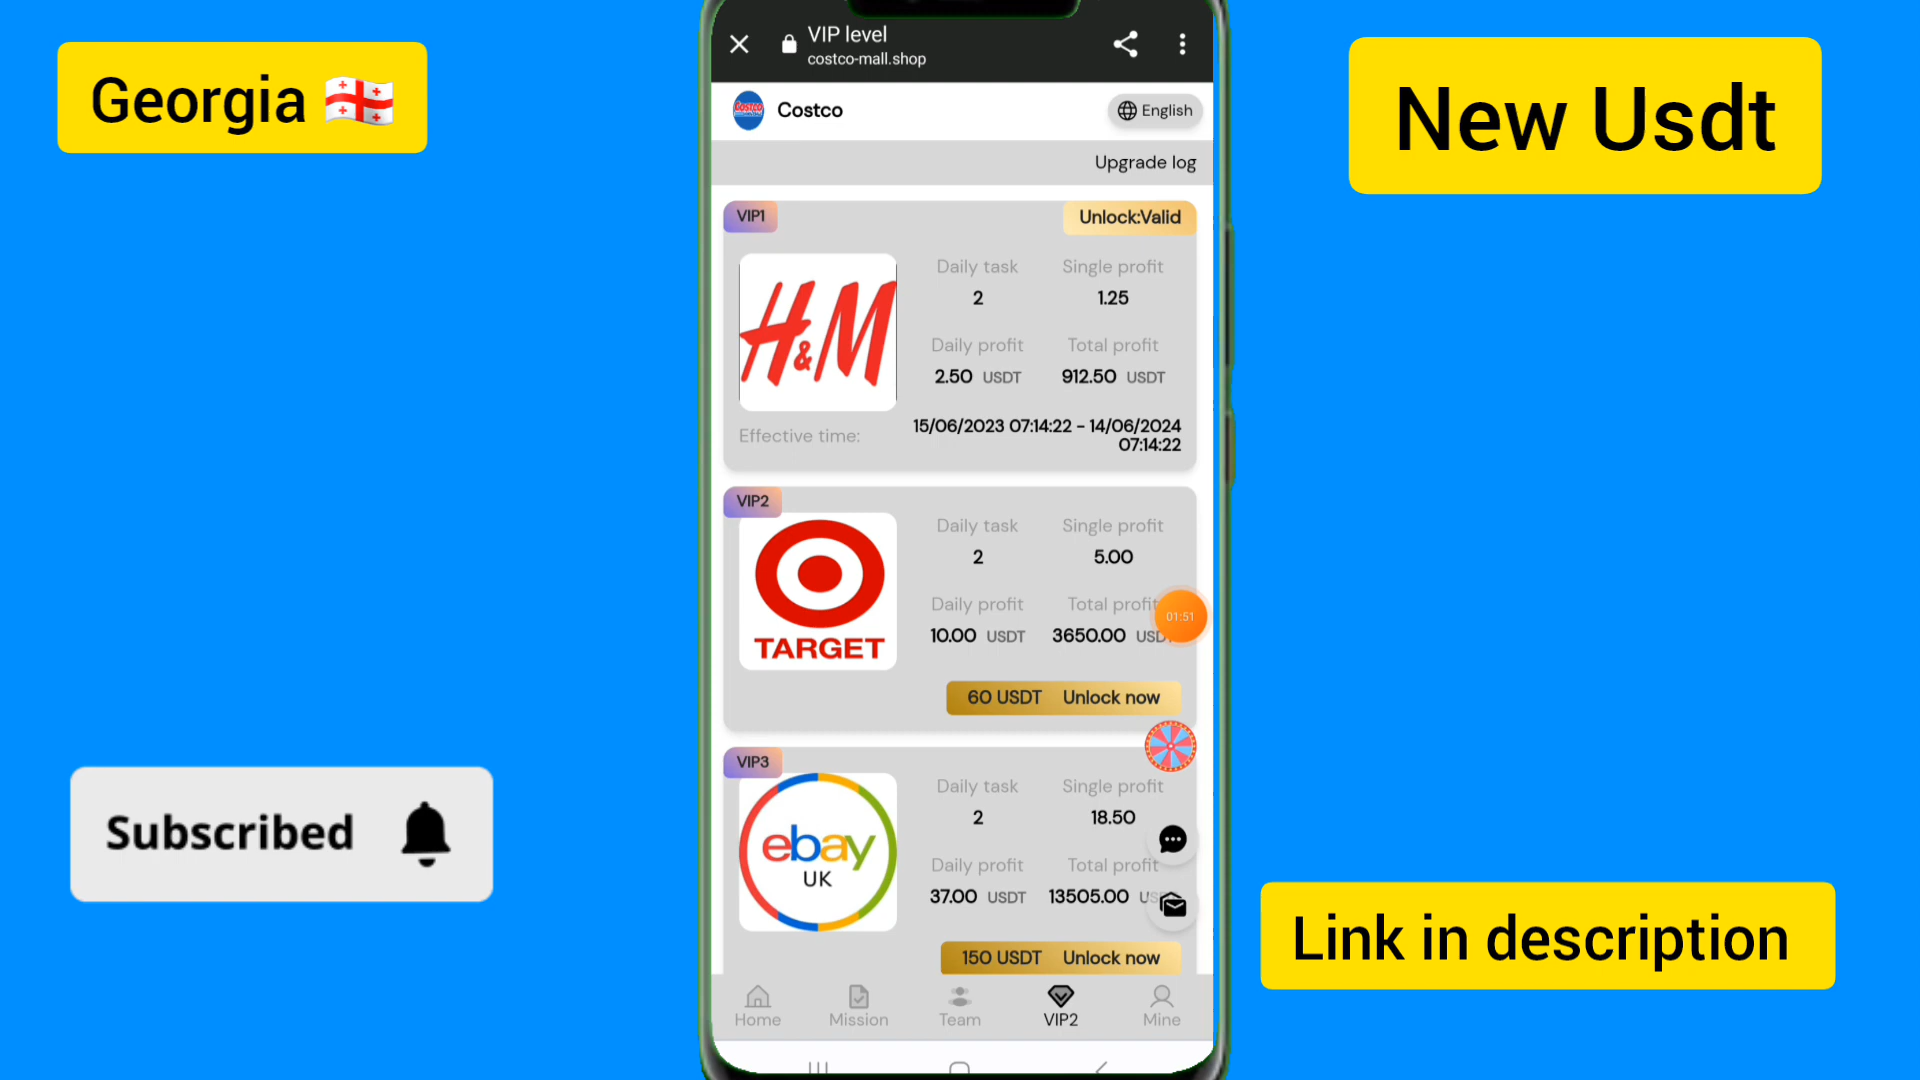 Georgia
New Usdt
VIP level
costco-mall.shop
Costco
Costco
English
Upgrade log
VIP1
Unlock:Valid
H&M
Daily task Single profit
2 1.25
Daily profit Total profit
2.50 USDT 912.50 USDT
Effective time: 15/06/2023 07:14:22 - 14/06/2024
07:14:22
VIP2
TARGET
Daily task Single profit
2 5.00
Daily profit Total profit
10.00 USDT 3650.00 USDT
01:51
60 USDT Unlock now
VIP3
ebay
UK
Daily task Single profit
2 18.50
Daily profit Total profit
37.00 USDT 13505.00
150 USDT Unlock now
Home Mission Team VIP2 Mine
Subscribed
Link in description